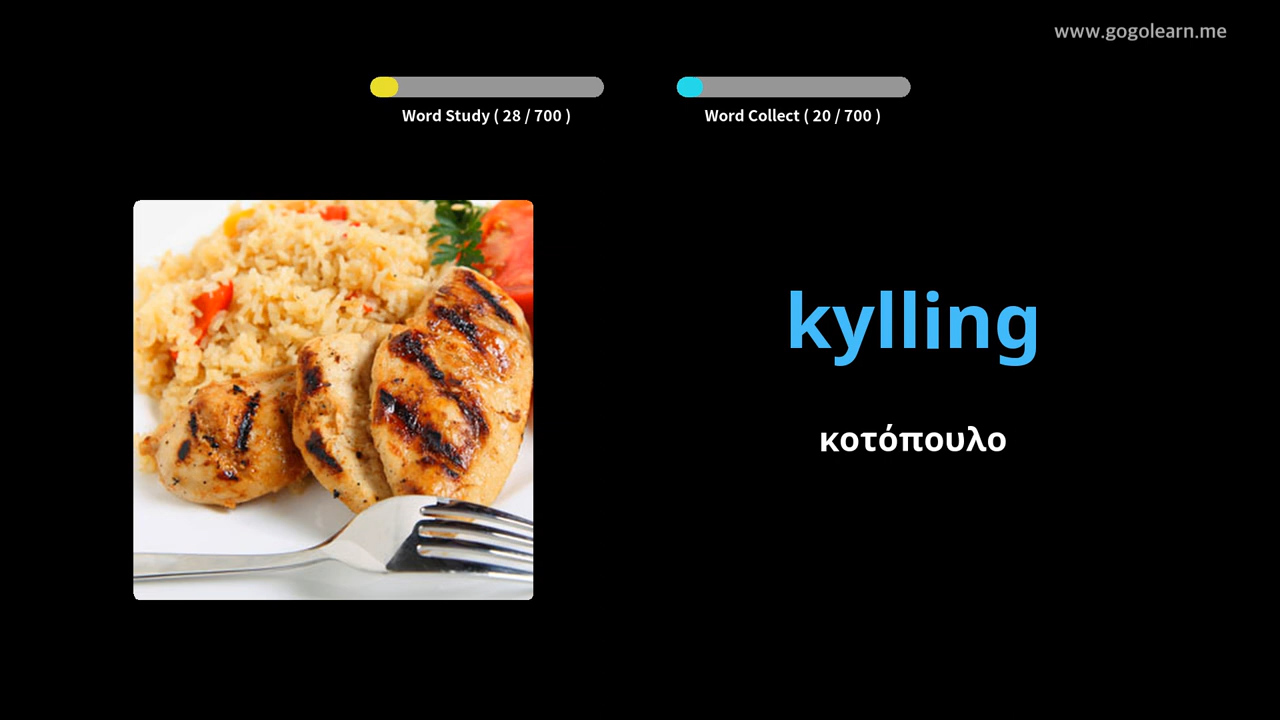 www.gogolearn.me
Word Study ( 28 / 700 )
Word Collect ( 20 / 700 )
kylling
κοτόπουλο